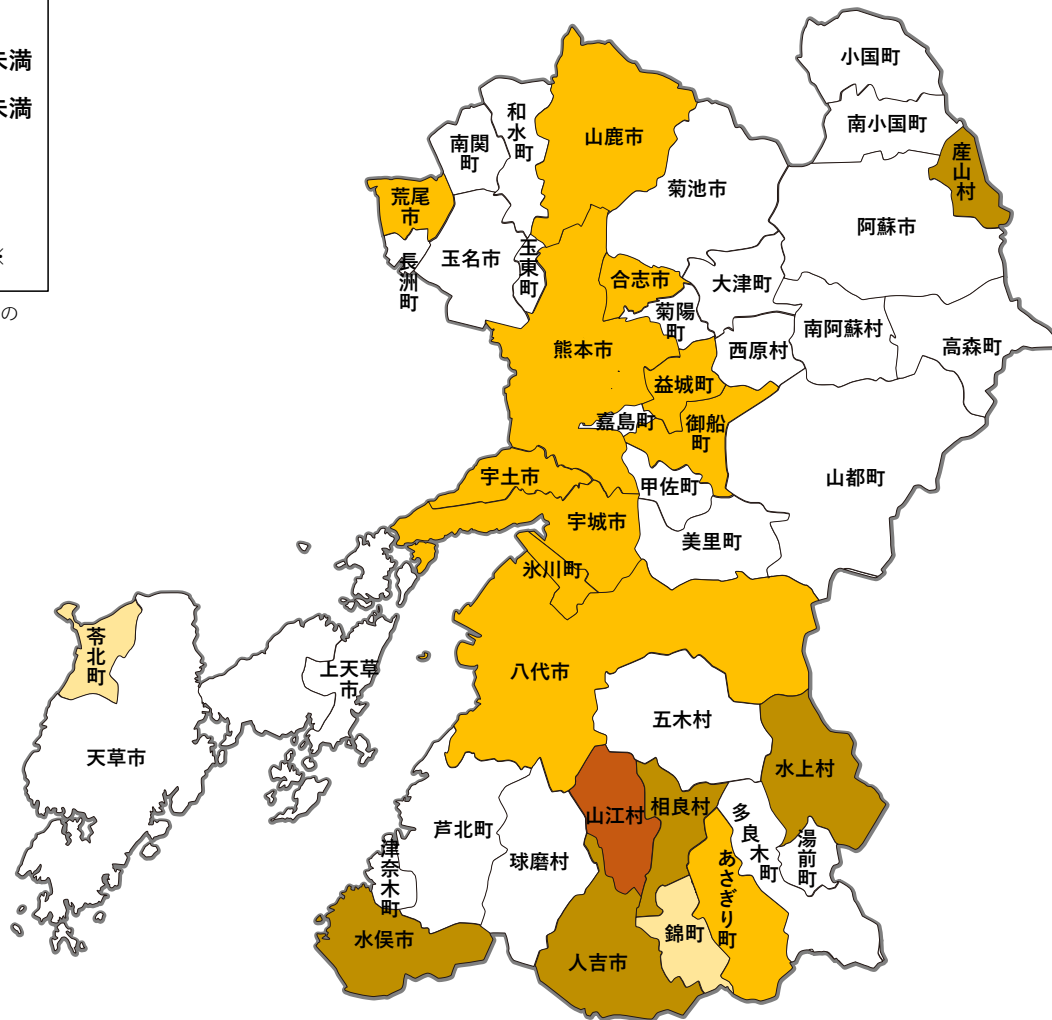 未満
未満
の
小国町
南小国町
産山村
和水町
南関町
山鹿市
菊池市
阿蘇市
荒尾市
長洲町
玉名市
玉東町
合志市
大津町
菊陽町
南阿蘇村
高森町
西原村
熊本市
益城町
嘉島町
御船町
山都町
甲佐町
宇土市
宇城市
美里町
氷川町
苓北町
上天草市
八代市
五木村
天草市
水上村
山江村
相良村
多良木町
湯前町
芦北町
津奈木町
球磨村
あさぎり町
錦町
水俣市
人吉市